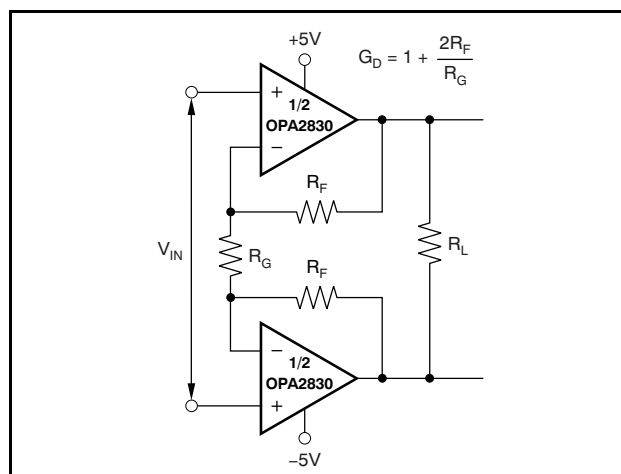 +5V
G_D = 1 + 2R_F / R_G
+
1/2
OPA2830
−
R_F
V_IN
R_G
R_F
R_L
−
1/2
OPA2830
+
−5V